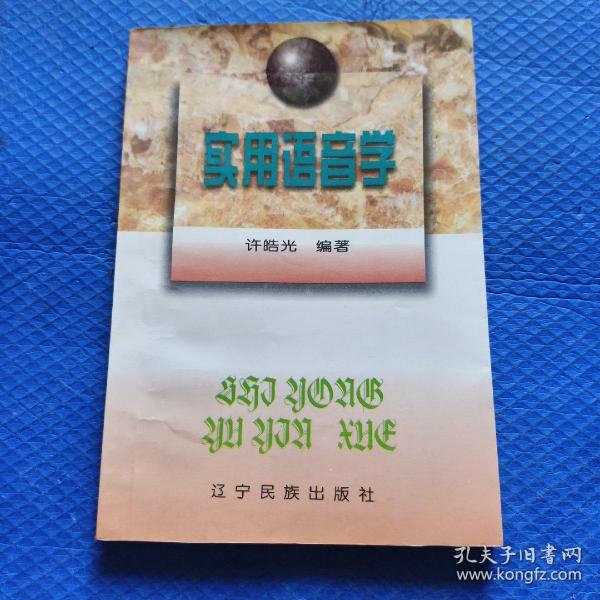 实用语音学
许皓光 编著
SHI YONG
YU YIN XUE
辽宁民族出版社
孔夫子旧书网
www.kongfz.com